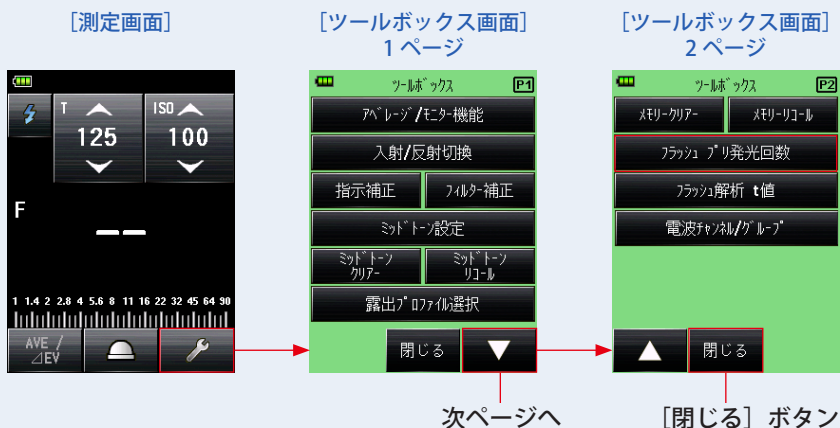 ［測定画面］
［ツールボックス画面］
1 ページ
［ツールボックス画面］
2 ページ
T
125
ISO
100
F
--
1 1.4 2 2.8 4 5.6 8 11 16 22 32 45 64 90
AVE /
⊿EV
ﾂｰﾙﾎﾞｯｸｽ P1
ｱﾍﾞﾚｰｼﾞ/ﾓﾆﾀｰ機能
入射/反射切換
指示補正 ﾌｨﾙﾀｰ補正
ﾐｯﾄﾞﾄｰﾝ設定
ﾐｯﾄﾞﾄｰﾝ
ｸﾘｱｰ
ﾐｯﾄﾞﾄｰﾝ
ﾘｺｰﾙ
露出ﾌﾟﾛﾌｧｲﾙ選択
閉じる ▼
ﾂｰﾙﾎﾞｯｸｽ P2
ﾒﾓﾘｰｸﾘｱｰ ﾒﾓﾘｰﾘｺｰﾙ
ﾌﾗｯｼｭ ﾌﾟﾘ発光回数
ﾌﾗｯｼｭ解析 t値
電波ﾁｬﾝﾈﾙ/ｸﾞﾙｰﾌﾟ
▲ 閉じる
次ページへ
［閉じる］ボタン